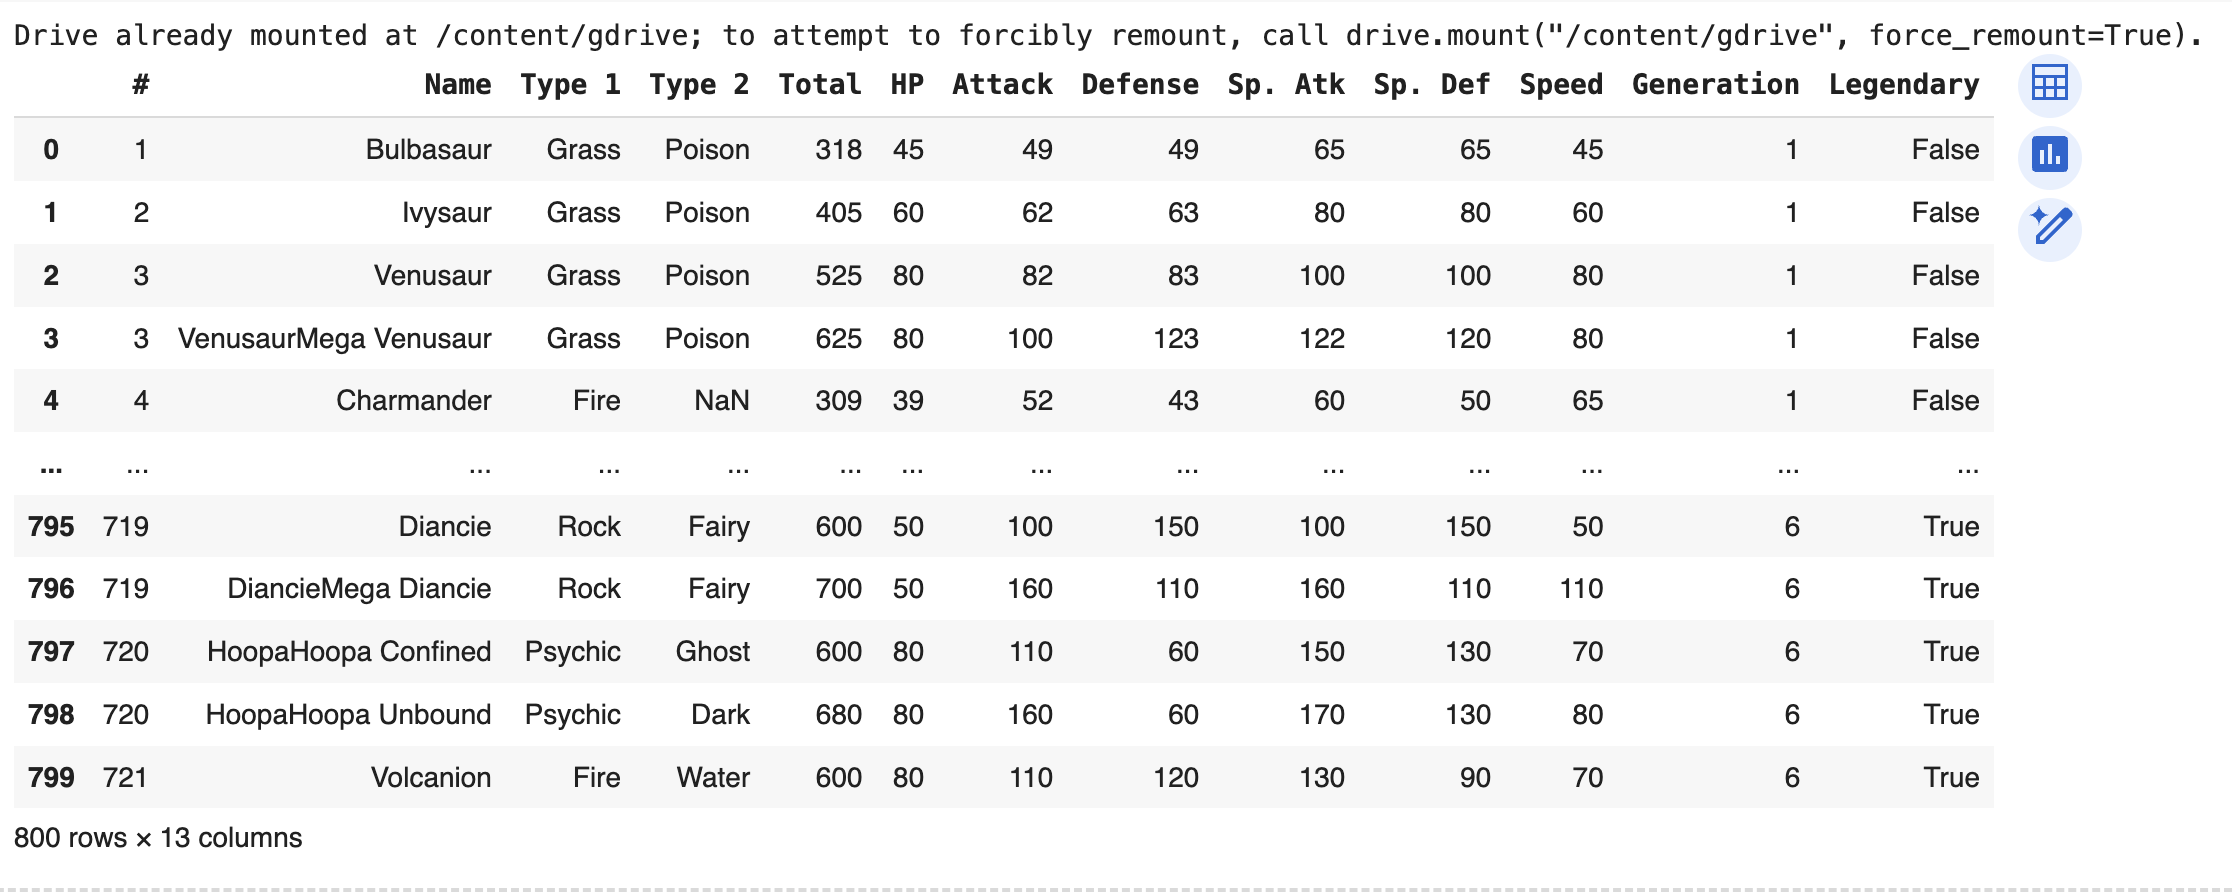 Drive already mounted at /content/gdrive; to attempt to forcibly remount, call drive.mount("/content/gdrive", force_remount=True).
# Name Type 1 Type 2 Total HP Attack Defense Sp. Atk Sp. Def Speed Generation Legendary
0 1 Bulbasaur Grass Poison 318 45 49 49 65 65 45 1 False
1 2 Ivysaur Grass Poison 405 60 62 63 80 80 60 1 False
2 3 Venusaur Grass Poison 525 80 82 83 100 100 80 1 False
3 3 VenusaurMega Venusaur Grass Poison 625 80 100 123 122 120 80 1 False
4 4 Charmander Fire NaN 309 39 52 43 60 50 65 1 False
... ... ... ... ... ... ... ... ... ... ... ... ... ...
795 719 Diancie Rock Fairy 600 50 100 150 100 150 50 6 True
796 719 DiancieMega Diancie Rock Fairy 700 50 160 110 160 110 110 6 True
797 720 HoopaHoopa Confined Psychic Ghost 600 80 110 60 150 130 70 6 True
798 720 HoopaHoopa Unbound Psychic Dark 680 80 160 60 170 130 80 6 True
799 721 Volcanion Fire Water 600 80 110 120 130 90 70 6 True
800 rows × 13 columns